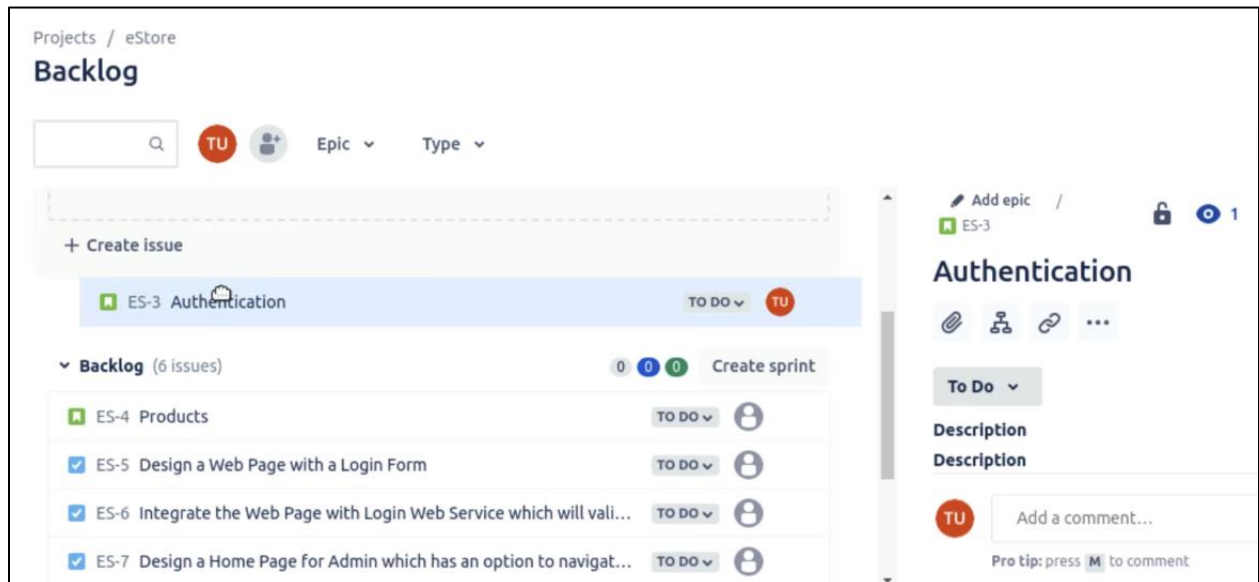 Projects / eStore
Backlog
TU
Epic
Type
+ Create issue
ES-3 Authentication TO DO TU
Backlog (6 issues) 0 0 0 Create sprint
ES-4 Products TO DO
ES-5 Design a Web Page with a Login Form TO DO
ES-6 Integrate the Web Page with Login Web Service which will vali... TO DO
ES-7 Design a Home Page for Admin which has an option to navigat... TO DO
Add epic /
ES-3
1
Authentication
To Do
Description
Description
TU Add a comment...
Pro tip: press M to comment